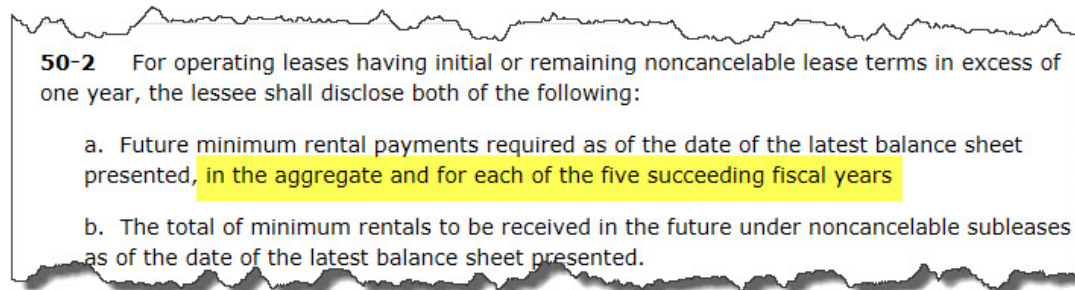 50-2 For operating leases having initial or remaining noncancelable lease terms in excess of
one year, the lessee shall disclose both of the following:
a. Future minimum rental payments required as of the date of the latest balance sheet
presented, in the aggregate and for each of the five succeeding fiscal years
b. The total of minimum rentals to be received in the future under noncancelable subleases
as of the date of the latest balance sheet presented.